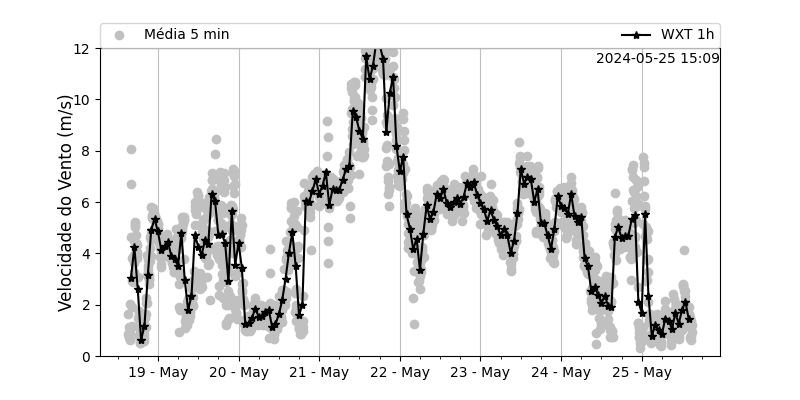 Média 5 min
WXT 1h
2024-05-25 15:09
Velocidade do Vento (m/s)
12
10
8
6
4
2
0
19 - May
20 - May
21 - May
22 - May
23 - May
24 - May
25 - May